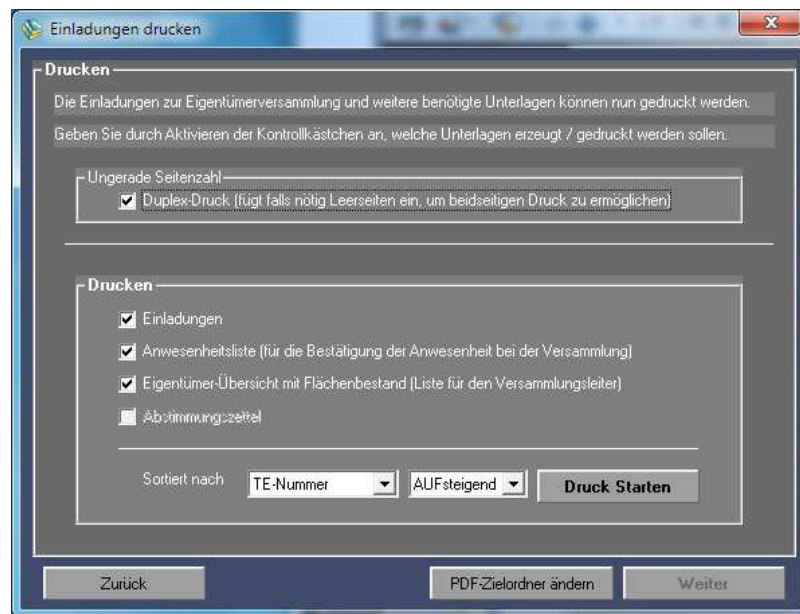 Einladungen drucken
Drucken
Die Einladungen zur Eigentümerversammlung und weitere benötigte Unterlagen können nun gedruckt werden.
Geben Sie durch Aktivieren der Kontrollkästchen an, welche Unterlagen erzeugt / gedruckt werden sollen.
Ungerade Seitenzahl
Duplex-Druck (fügt falls nötig Leerseiten ein, um beidseitigen Druck zu ermöglichen)
Drucken
Einladungen
Anwesenheitsliste (für die Bestätigung der Anwesenheit bei der Versammlung)
Eigentümer-Übersicht mit Flächenbestand (Liste für den Versammlungsleiter)
Abstimmungszettel
Sortiert nach TE-Nummer AUFsteigend Druck Starten
Zurück PDF-Zielordner ändern Weiter